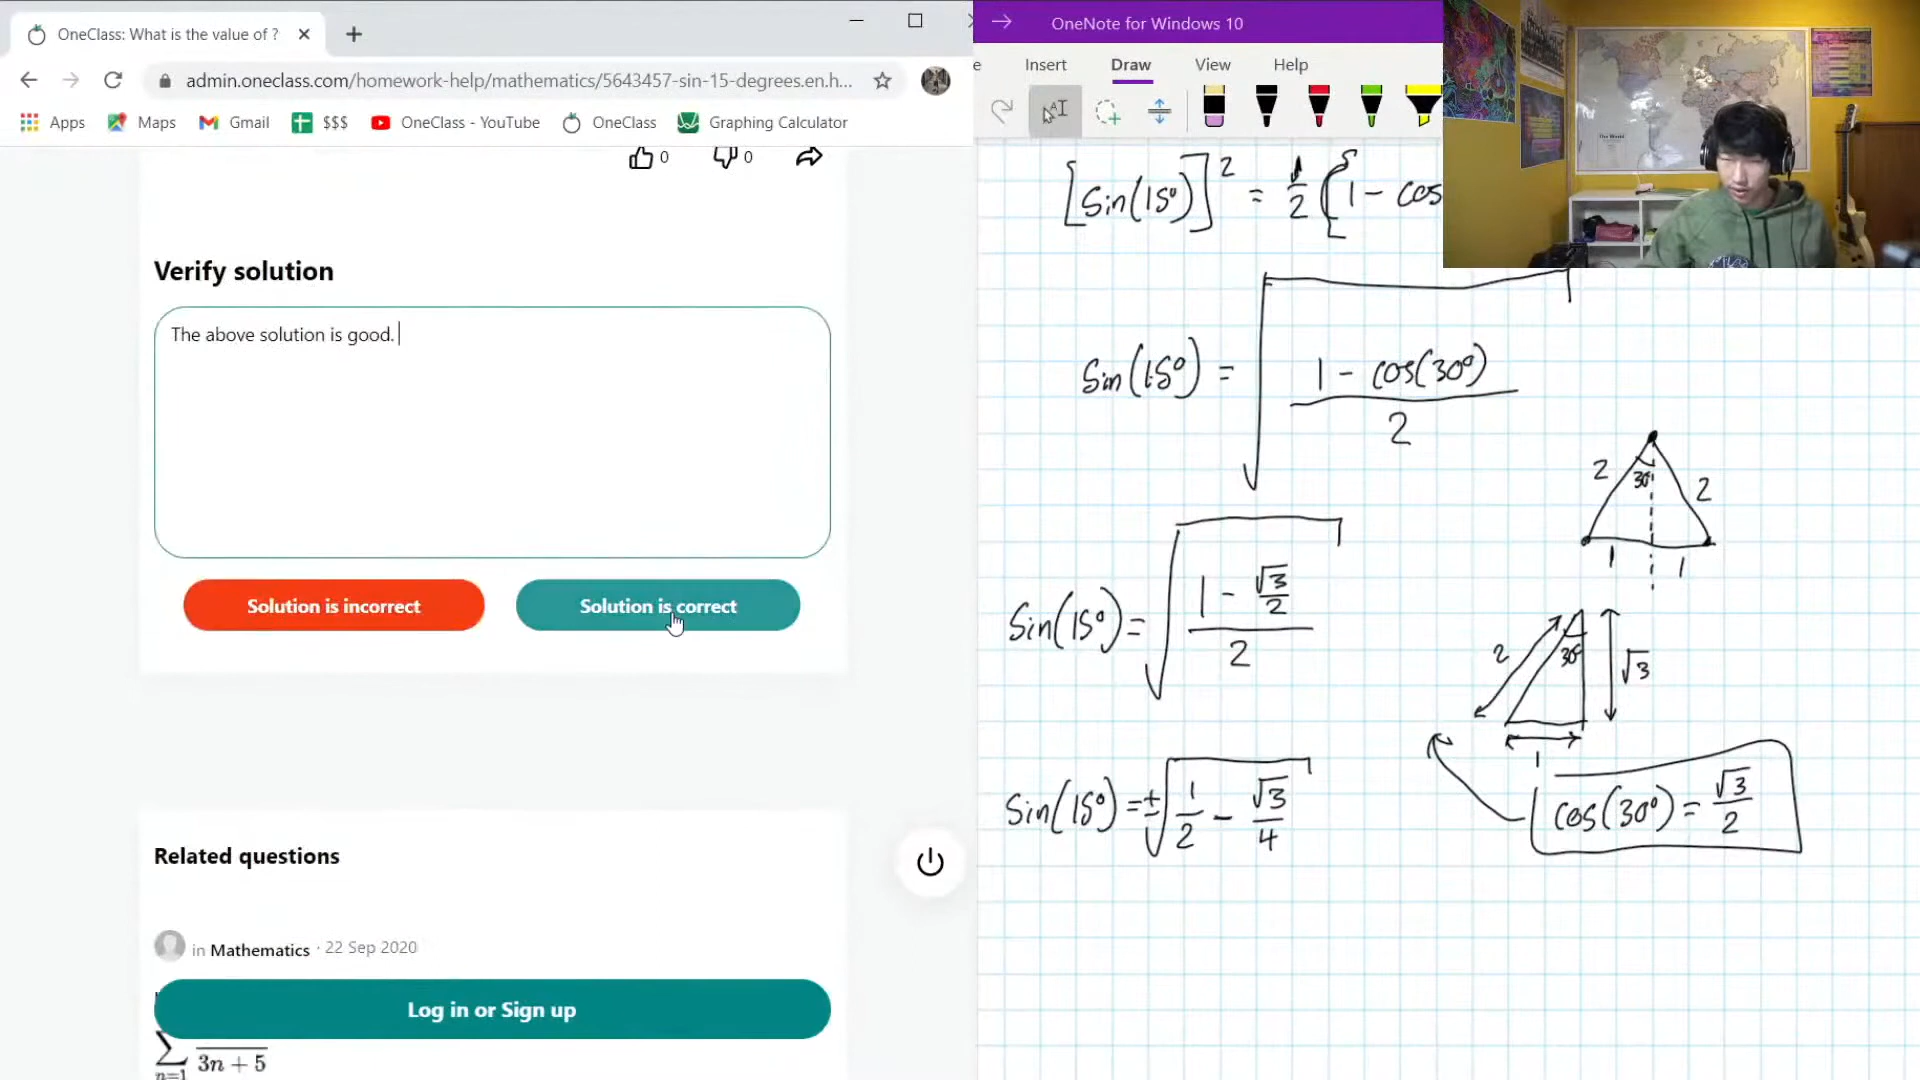 OneClass: What is the value of ?
admin.oneclass.com/homework-help/mathematics/5643457-sin-15-degrees.en.h...
Apps Maps Gmail $$$ OneClass - YouTube OneClass Graphing Calculator
0 0
Verify solution
The above solution is good.
Solution is incorrect Solution is correct
Related questions
in Mathematics · 22 Sep 2020
Log in or Sign up
∑ 3n + 5
n=1
OneNote for Windows 10
Insert Draw View Help
[Sin(15°)]² = 1/2 [1 - cos
Sin(15°) = √((1 - cos(30°))/2)
2 30° 2
1 1
Sin(15°) = √((1 - √3/2)/2)
2 30° √3
1
Sin(15°) = ±√(1/2 - √3/4)
cos(30°) = √3/2